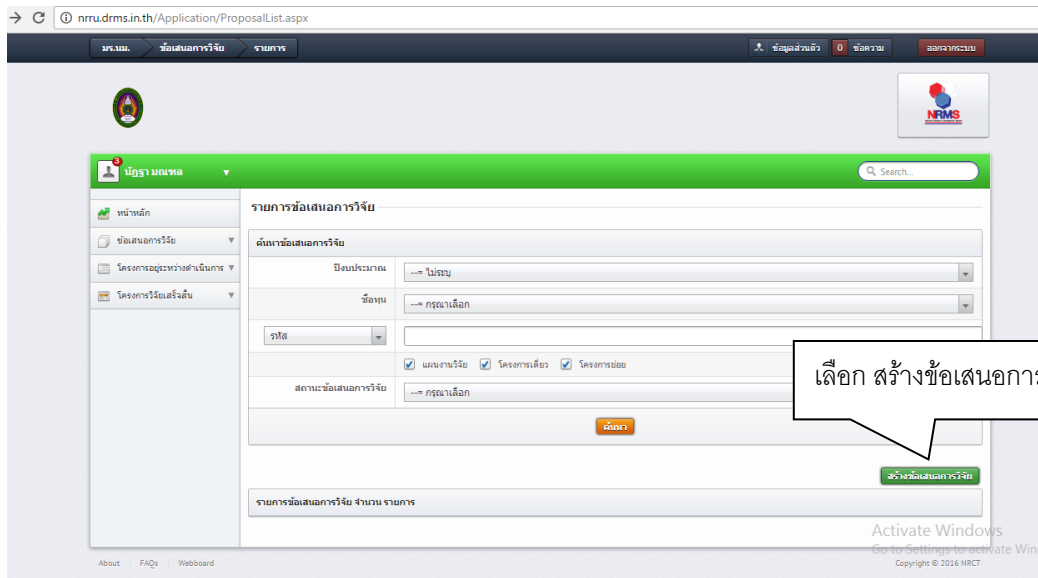 nrru.drms.in.th/Application/ProposalList.aspx
มร.นม. ข้อเสนอการวิจัย รายการ ข้อมูลส่วนตัว 0 ข้อความ ออกจากระบบ
NRMS
3
นัฏฐา มณฑล ▼ Search...
รายการข้อเสนอการวิจัย
หน้าหลัก
ข้อเสนอการวิจัย
โครงการอยู่ระหว่างดำเนินการ
โครงการวิจัยเสร็จสิ้น
ค้นหาข้อเสนอการวิจัย
ปีงบประมาณ --= ไม่ระบุ
ชื่อทุน --= กรุณาเลือก
รหัส
แผนงานวิจัย โครงการเดี่ยว โครงการย่อย
สถานะข้อเสนอการวิจัย --= กรุณาเลือก
ค้นหา
เลือก สร้างข้อเสนอการ
สร้างข้อเสนอการวิจัย
รายการข้อเสนอการวิจัย จำนวน รายการ
Activate Windows
Go to Settings to activate Win
About FAQs Webboard Copyright © 2016 NRCT